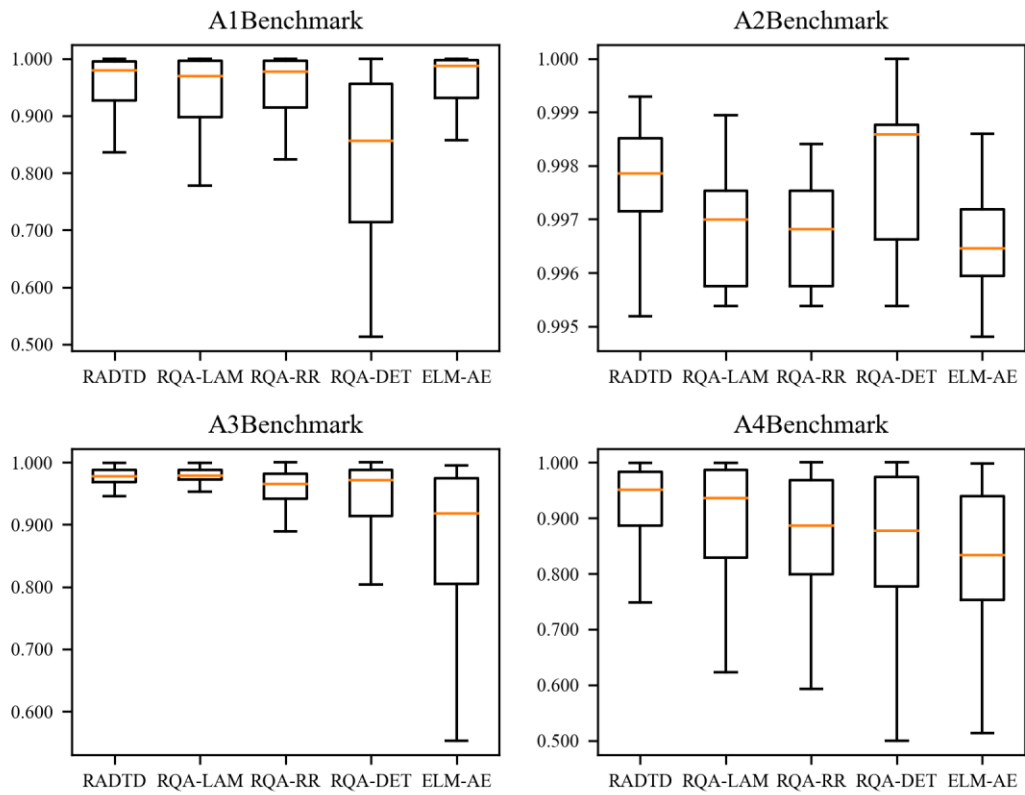 A1Benchmark
1.000
0.900
0.800
0.700
0.600
0.500
RADTD RQA-LAM RQA-RR RQA-DET ELM-AE
A2Benchmark
1.000
0.999
0.998
0.997
0.996
0.995
RADTD RQA-LAM RQA-RR RQA-DET ELM-AE
A3Benchmark
1.000
0.900
0.800
0.700
0.600
RADTD RQA-LAM RQA-RR RQA-DET ELM-AE
A4Benchmark
1.000
0.900
0.800
0.600
0.500
RADTD RQA-LAM RQA-RR RQA-DET ELM-AE